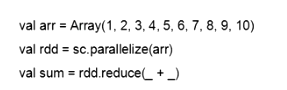 val arr = Array(1, 2, 3, 4, 5, 6, 7, 8, 9, 10)
val rdd = sc.parallelize(arr)
val sum = rdd.reduce(_ + _)